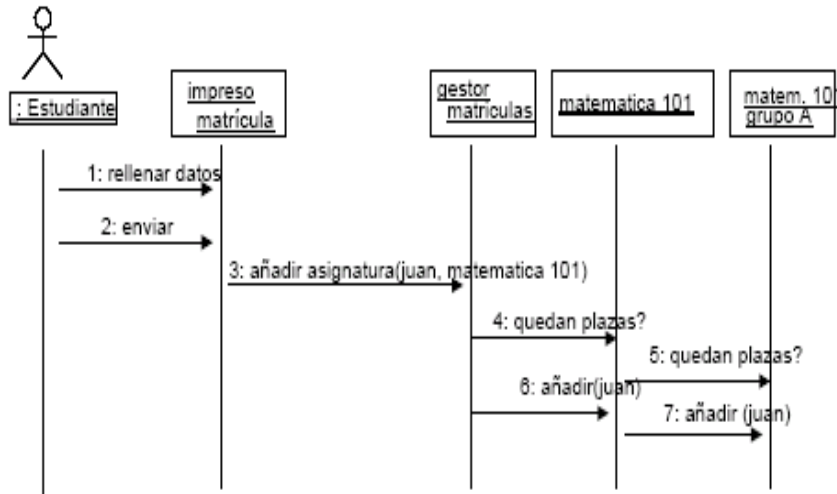 : Estudiante
impreso
matrícula
gestor
matriculas
matematica 101
matem. 10
grupo A
1: rellenar datos
2: enviar
3: añadir asignatura(juan, matematica 101)
4: quedan plazas?
5: quedan plazas?
6: añadir(juan)
7: añadir (juan)